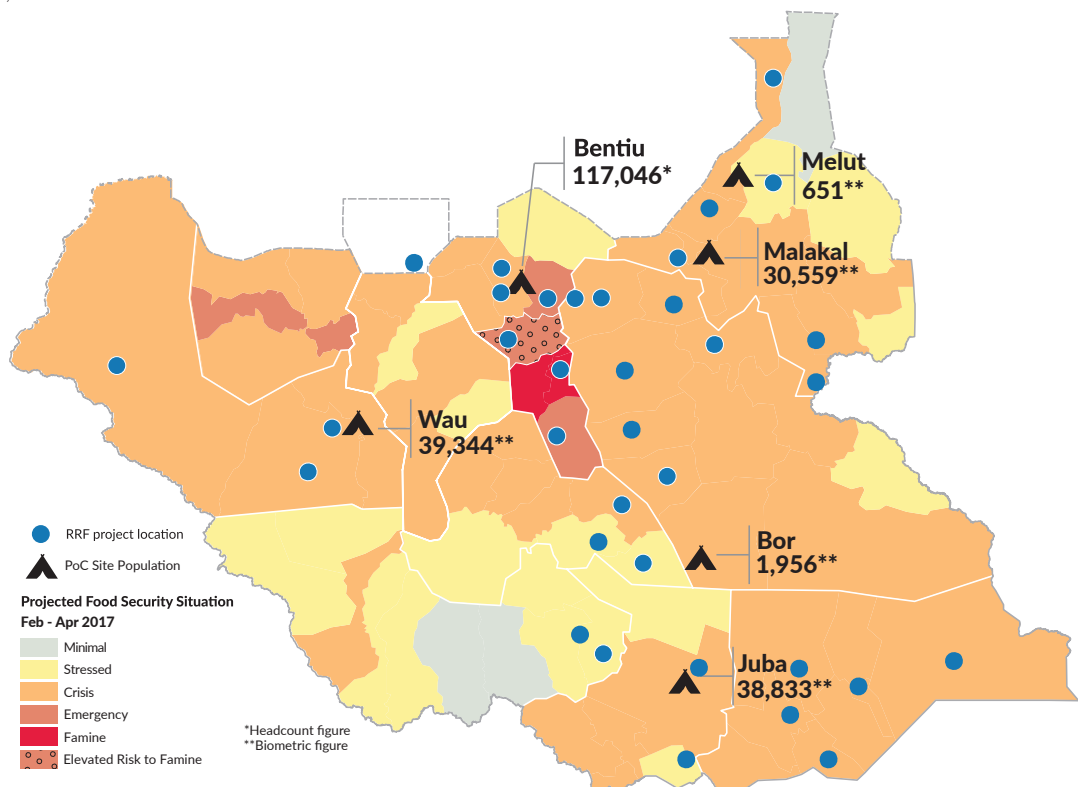 Bentiu
117,046*
Melut
651**
Malakal
30,559**
Wau
39,344**
Bor
1,956**
Juba
38,833**
RRF project location
PoC Site Population
Projected Food Security Situation
Feb - Apr 2017
Minimal
Stressed
Crisis
Emergency
Famine
Elevated Risk to Famine
*Headcount figure
**Biometric figure